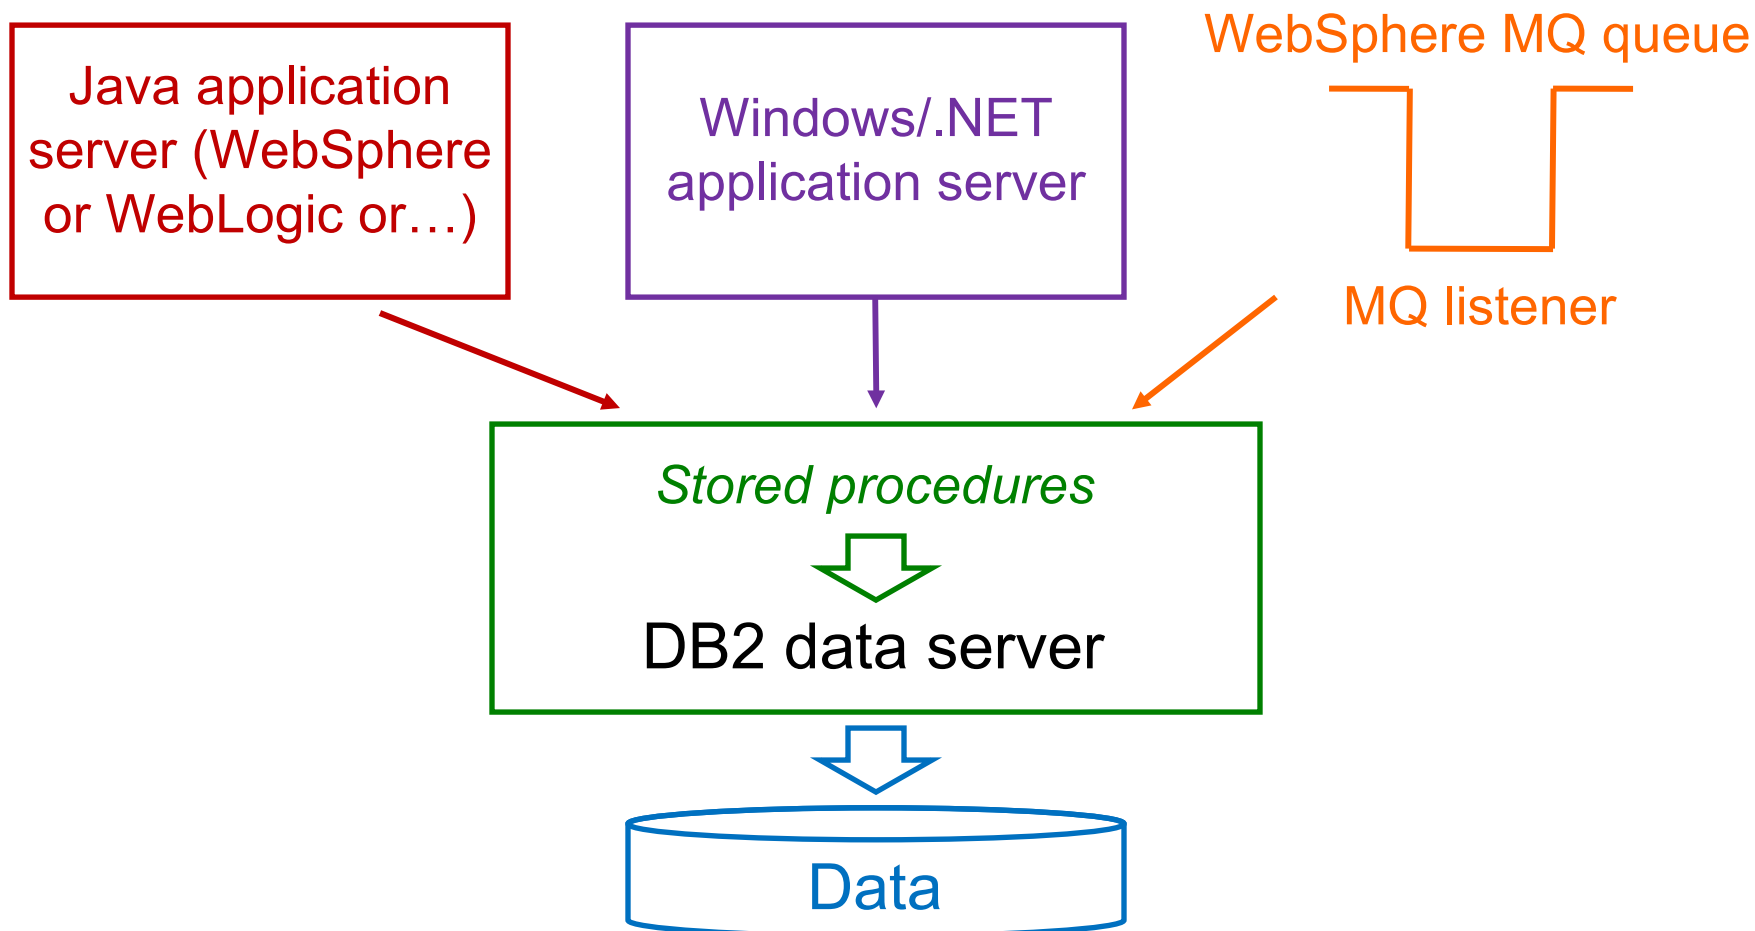 Java application
server (WebSphere
or WebLogic or…)
Windows/.NET
application server
WebSphere MQ queue
MQ listener
Stored procedures
DB2 data server
Data